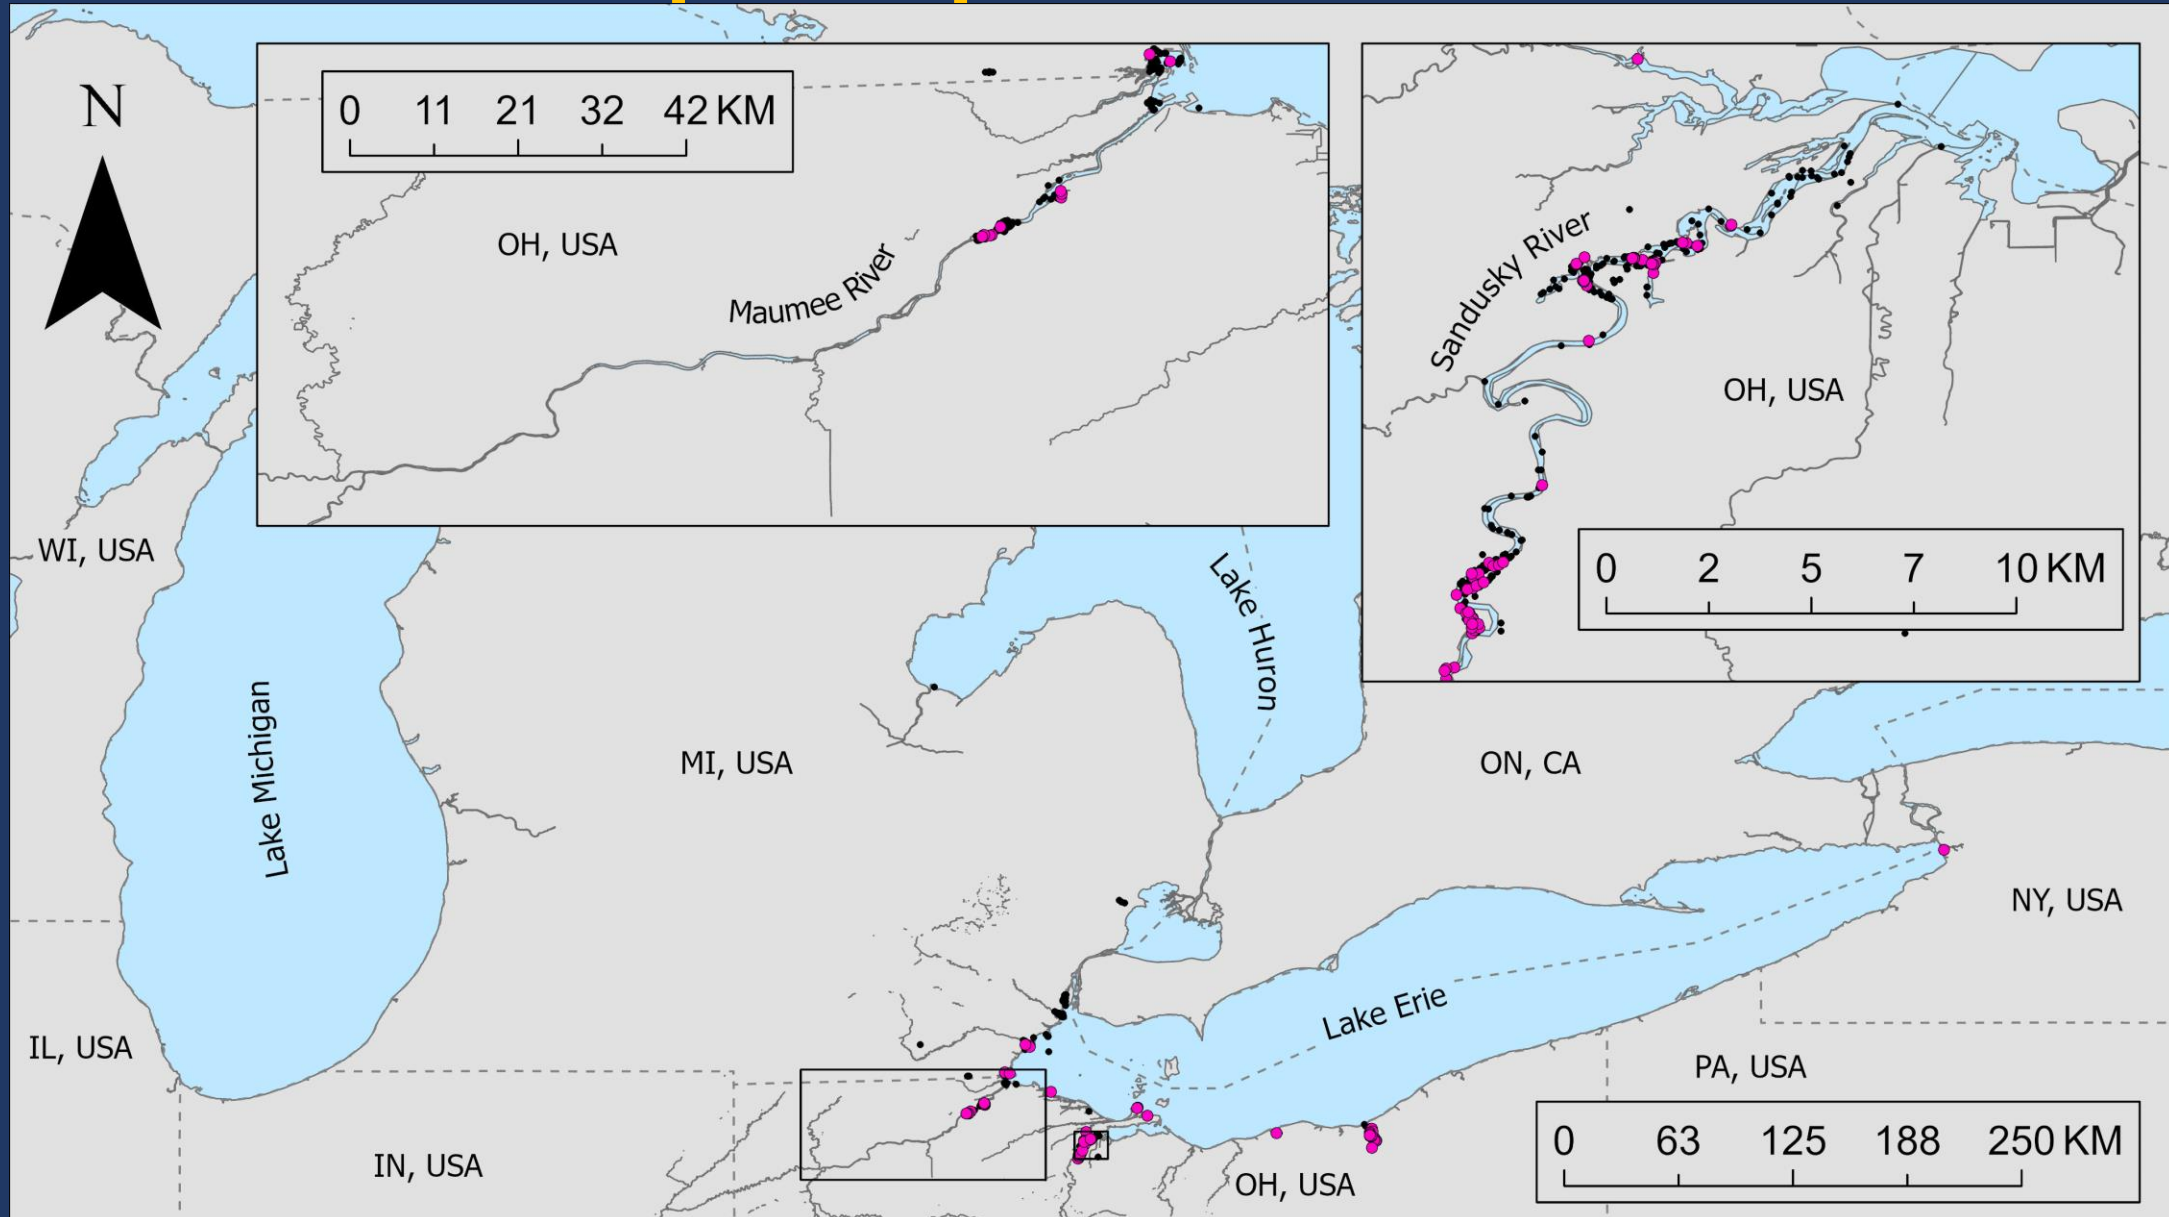 N
0 11 21 32 42 KM
OH, USA
Maumee River
Sandusky River
OH, USA
0 2 5 7 10 KM
WI, USA
Lake Huron
Lake Michigan
MI, USA
ON, CA
NY, USA
Lake Erie
IL, USA
PA, USA
IN, USA
OH, USA
0 63 125 188 250 KM